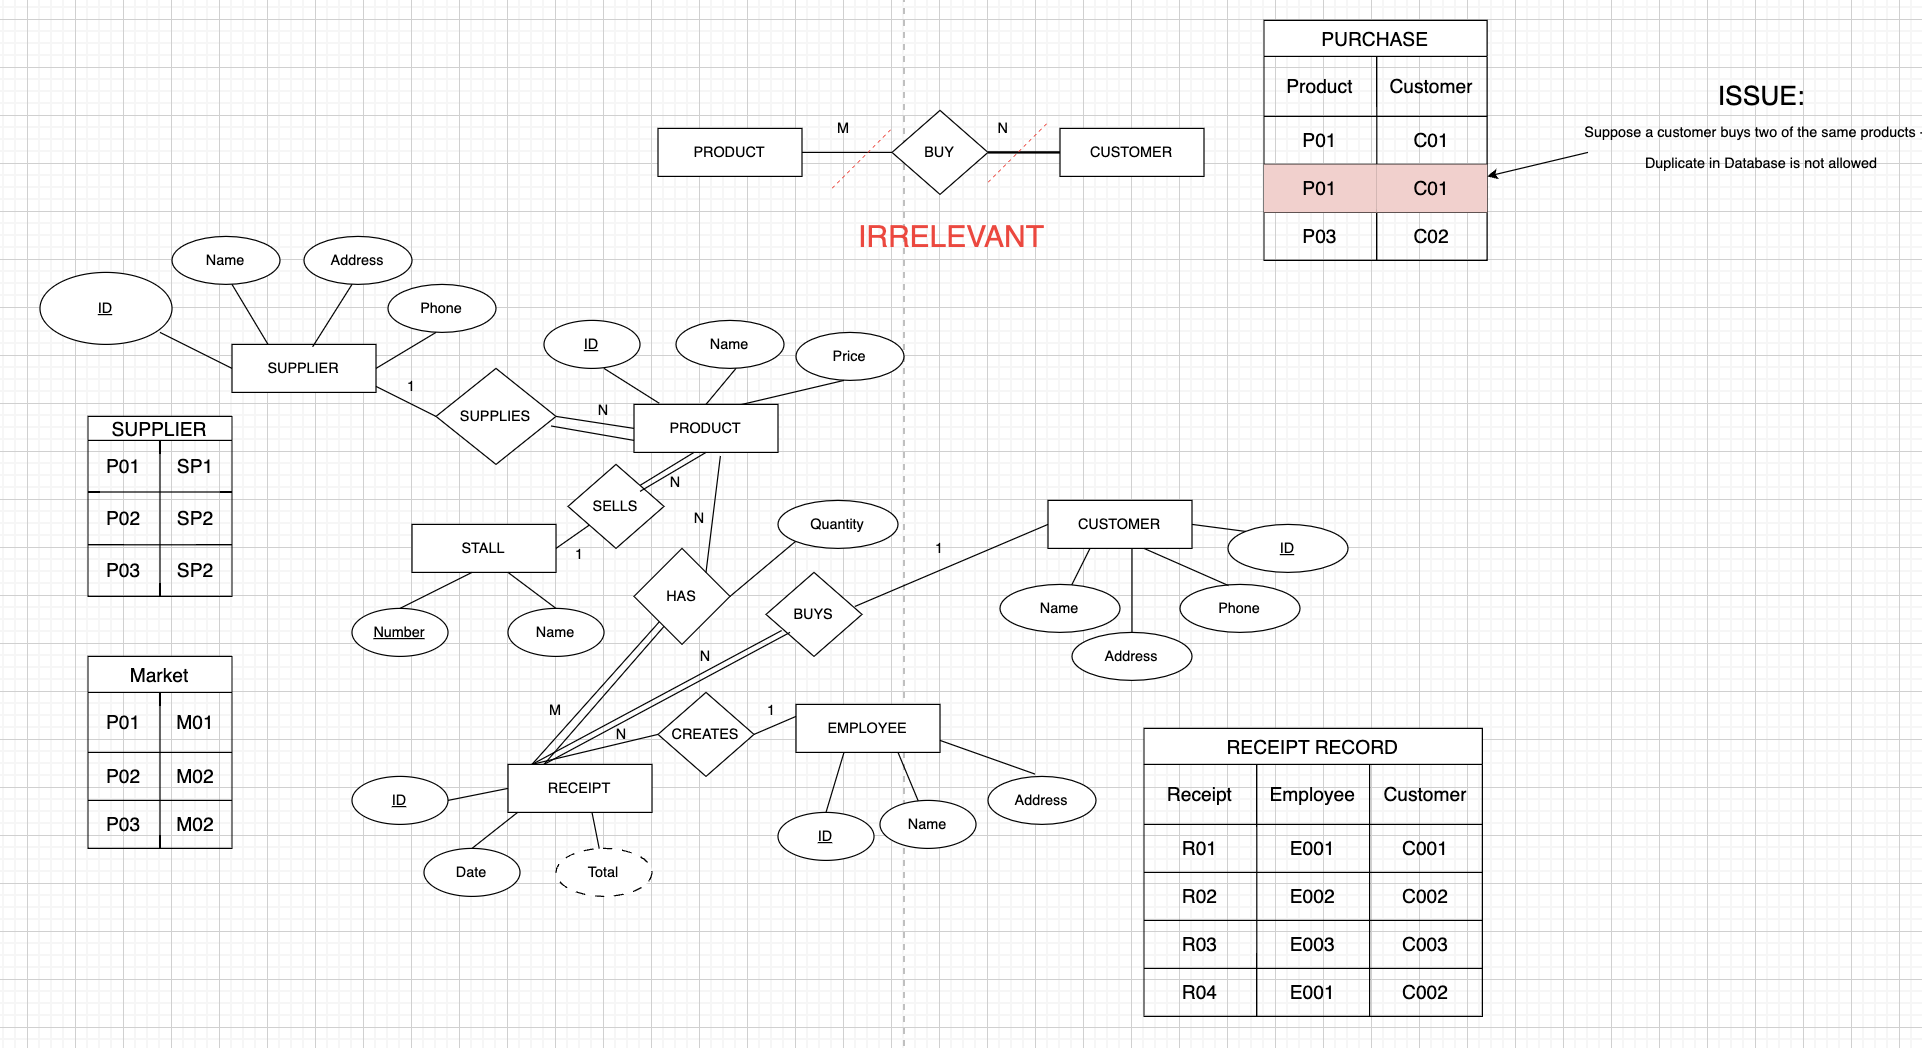 PURCHASE
Product Customer
P01 C01
P01 C01
P03 C02
ISSUE:
Suppose a customer buys two of the same products -
Duplicate in Database is not allowed
PRODUCT
M
BUY
N
CUSTOMER
IRRELEVANT
ID
Name
Address
Phone
SUPPLIER
1
SUPPLIES
N
ID
Name
Price
PRODUCT
SUPPLIER
P01 SP1
P02 SP2
P03 SP2
SELLS
N
N
STALL
1
Number
Name
HAS
Quantity
BUYS
1
CUSTOMER
ID
Name
Phone
Address
N
M
Market
P01 M01
P02 M02
P03 M02
N
CREATES
1
EMPLOYEE
ID
Name
Address
RECEIPT
ID
Date
Total
RECEIPT RECORD
Receipt Employee Customer
R01 E001 C001
R02 E002 C002
R03 E003 C003
R04 E001 C002